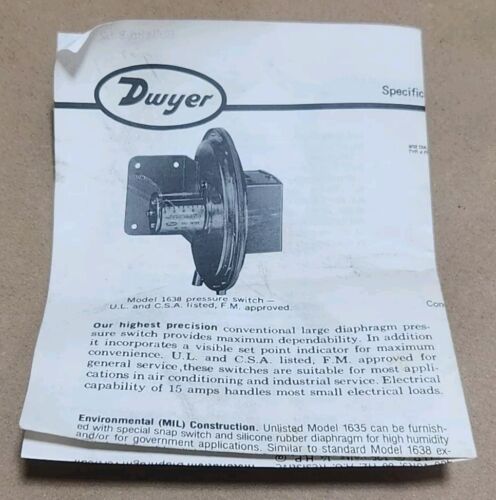 Dwyer
Specific
Model 1638 pressure switch —
U.L. and C.S.A. listed, F.M. approved.
Con
Our highest precision conventional large diaphragm pres-
sure switch provides maximum dependability. In addition
it incorporates a visible set point indicator for maximum
convenience. U.L. and C.S.A. listed, F.M. approved for
general service, these switches are suitable for most appli-
cations in air conditioning and industrial service. Electrical
capability of 15 amps handles most small electrical loads.
Environmental (MIL) Construction. Unlisted Model 1635 can be furnish-
ed with special snap switch and silicone rubber diaphragm for high humidity
and/or for government applications. Similar to standard Model 1638 ex-